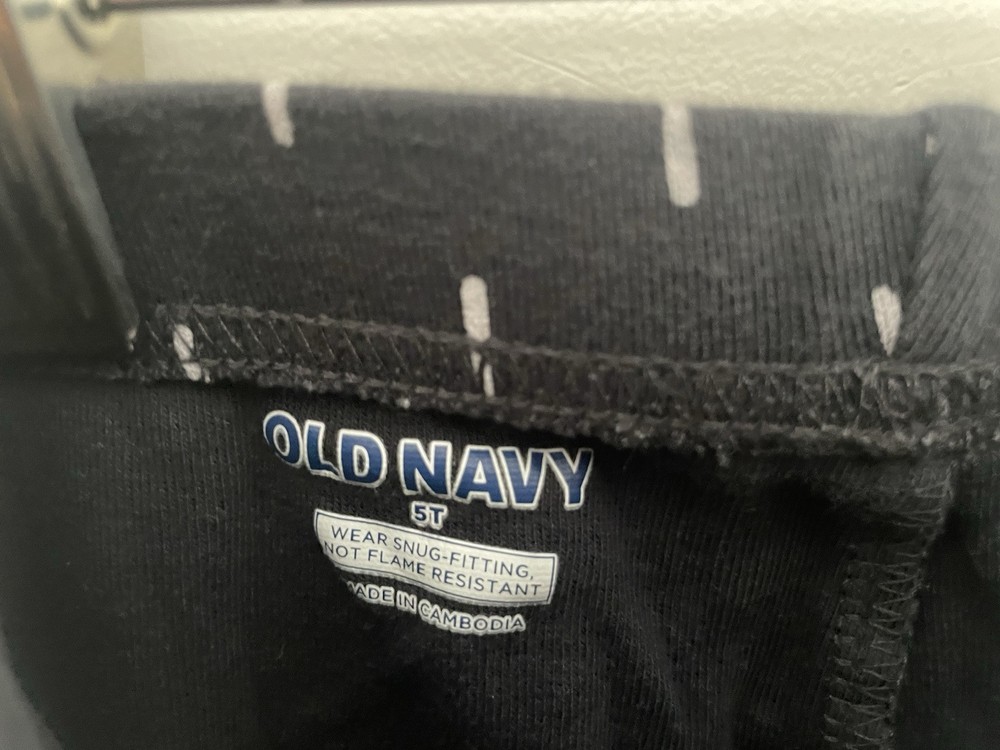 OLD NAVY
5T
WEAR SNUG-FITTING,
NOT FLAME RESISTANT
MADE IN CAMBODIA